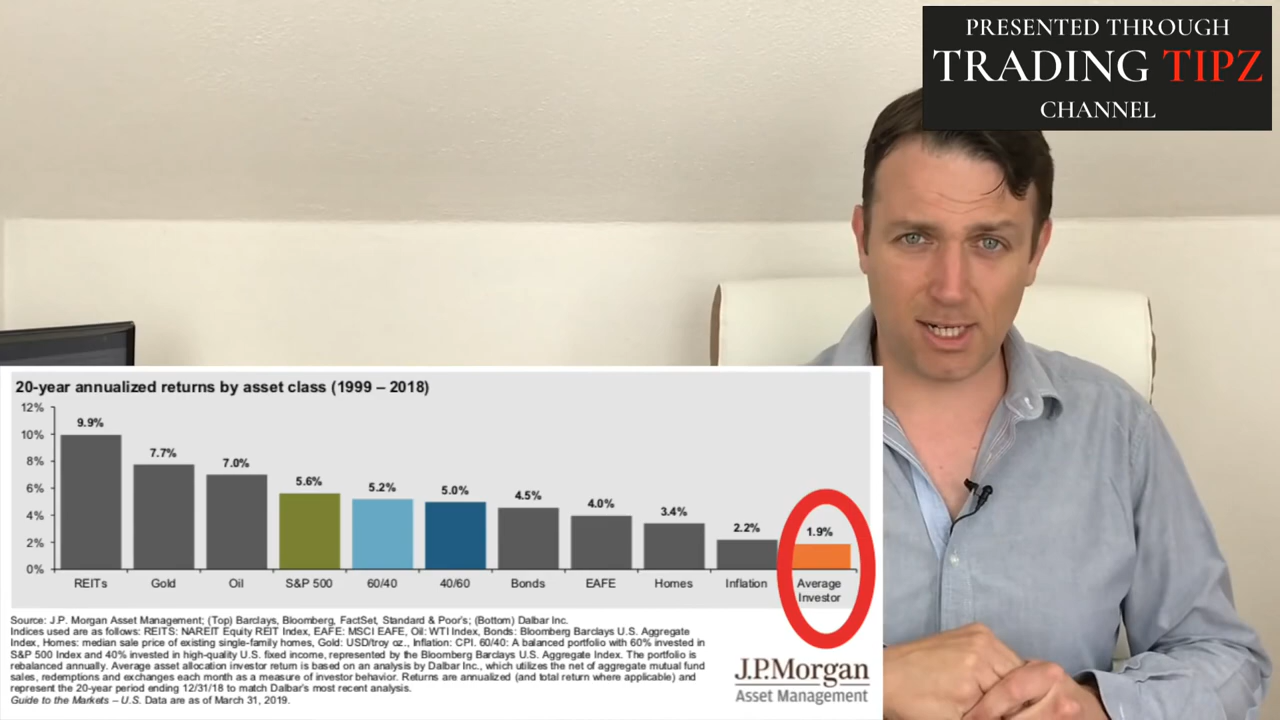 PRESENTED THROUGH
TRADING TIPZ
CHANNEL
20-year annualized returns by asset class (1999 – 2018)
12%
10%
8%
6%
4%
2%
0%
9.9%
7.7%
7.0%
5.6%
5.2%
5.0%
4.5%
4.0%
3.4%
2.2%
1.9%
REITs
Gold
Oil
S&P 500
60/40
40/60
Bonds
EAFE
Homes
Inflation
Average
Investor
Source: J.P. Morgan Asset Management; (Top) Barclays, Bloomberg, FactSet, Standard & Poor's; (Bottom) Dalbar Inc.
Indices used are as follows: REITS: NAREIT Equity REIT Index, EAFE: MSCI EAFE, Oil: WTI Index, Bonds: Bloomberg Barclays U.S. Aggregate
Index, Homes: median sale price of existing single-family homes, Gold: USD/troy oz., Inflation: CPI. 60/40: A balanced portfolio with 60% invested in
S&P 500 Index and 40% invested in high-quality U.S. fixed income, represented by the Bloomberg Barclays U.S. Aggregate Index. The portfolio is
rebalanced annually. Average asset allocation investor return is based on an analysis by Dalbar Inc., which utilizes the net of aggregate mutual fund
sales, redemptions and exchanges each month as a measure of investor behavior. Returns are annualized (and total return where applicable) and
represent the 20-year period ending 12/31/18 to match Dalbar's most recent analysis.
Guide to the Markets – U.S. Data are as of March 31, 2019.
J.P.Morgan
Asset Management